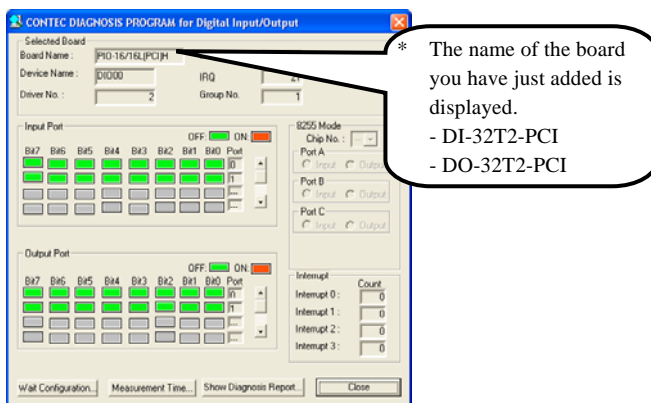 CONTEC DIAGNOSIS PROGRAM for Digital Input/Output
Selected Board
Board Name : PIO-16/16L(PCI)H
Device Name : DIO00
IRQ
Driver No. : 2
Group No. 1
* The name of the board
you have just added is
displayed.
- DI-32T2-PCI
- DO-32T2-PCI
Input Port
OFF: ON:
Bit7 Bit6 Bit5 Bit4 Bit3 Bit2 Bit1 Bit0 Port
0
1
---
---
8255 Mode
Chip No. : --
Port A
Input Output
Port B
Input Output
Port C
Input Output
Output Port
OFF: ON:
Bit7 Bit6 Bit5 Bit4 Bit3 Bit2 Bit1 Bit0 Port
0
1
---
---
Interrupt
Count
Interrupt 0 : 0
Interrupt 1 : 0
Interrupt 2 : 0
Interrupt 3 : 0
Wait Configuration... Measurement Time... Show Diagnosis Report... Close